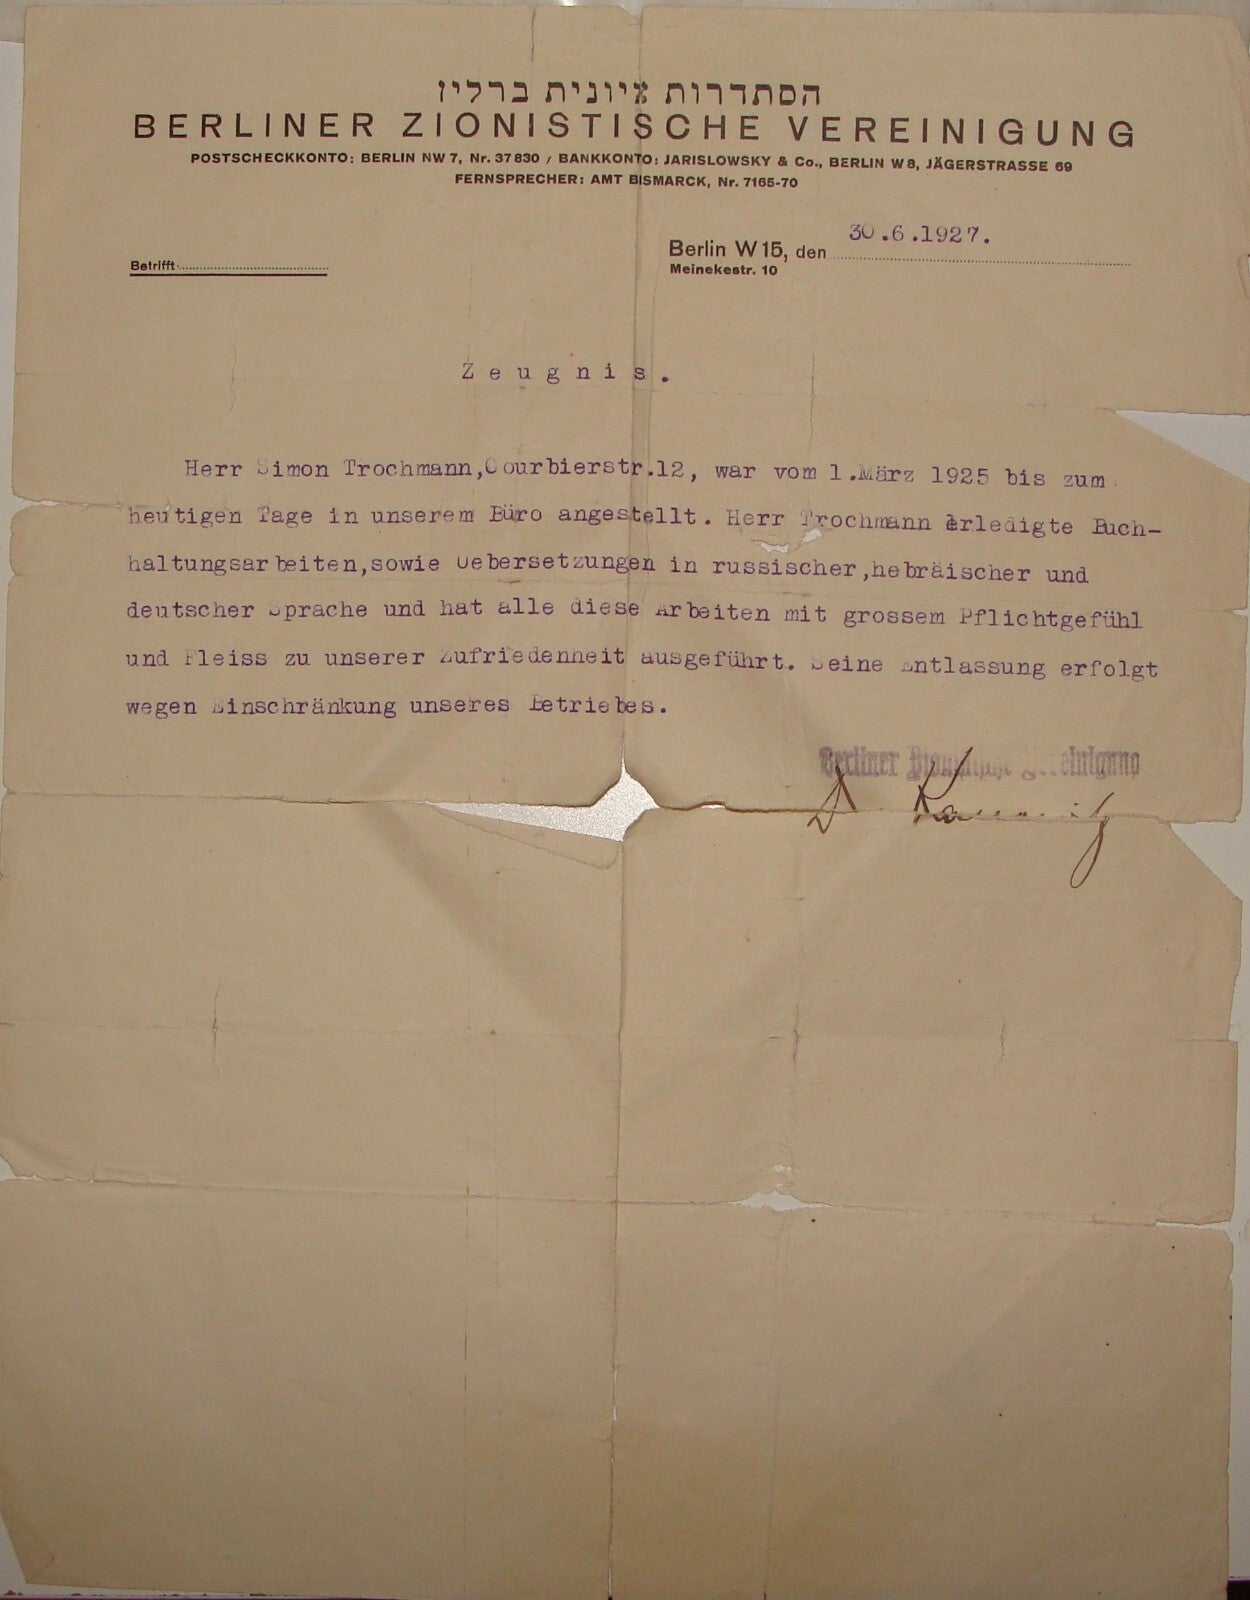 הסתדרות ציונית ברלין
BERLINER ZIONISTISCHE VEREINIGUNG
POSTSCHECKKONTO: BERLIN NW 7, Nr. 37830 / BANKKONTO: JARISLOWSKY & Co., BERLIN W 8, JÄGERSTRASSE 69
FERNSPRECHER: AMT BISMARCK, Nr. 7165-70
Berlin W 15, den 30.6.1927.
Betrifft
Meinekestr. 10
Zeugnis.
Herr Simon Trochmann, Courbierstr.12, war vom 1.März 1925 bis zum
heutigen Tage in unserem Büro angestellt. Herr Trochmann erledigte Buch-
haltungsarbeiten, sowie Uebersetzungen in russischer, hebräischer und
deutscher Sprache und hat alle diese Arbeiten mit grossem Pflichtgefühl
und Fleiss zu unserer Zufriedenheit ausgeführt. Seine Entlassung erfolgt
wegen Einschränkung unseres Betriebes.
Berliner Zionistische Vereinigung